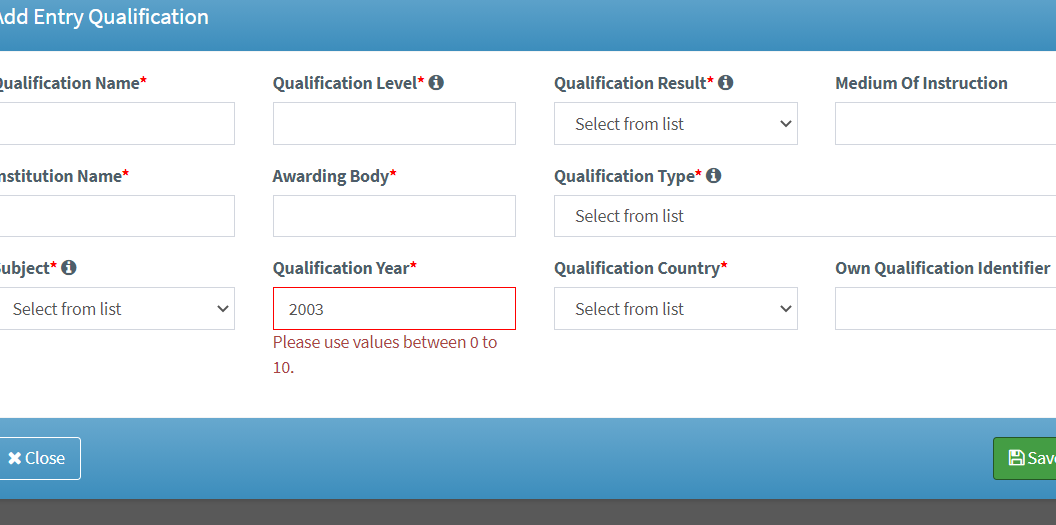 dd Entry Qualification
ualification Name*
Qualification Level*
Qualification Result*
Medium Of Instruction
Select from list
nstitution Name*
Awarding Body*
Qualification Type*
Select from list
ubject*
Qualification Year*
Qualification Country*
Own Qualification Identifier
Select from list
2003
Select from list
Please use values between 0 to
10.
Close
Save